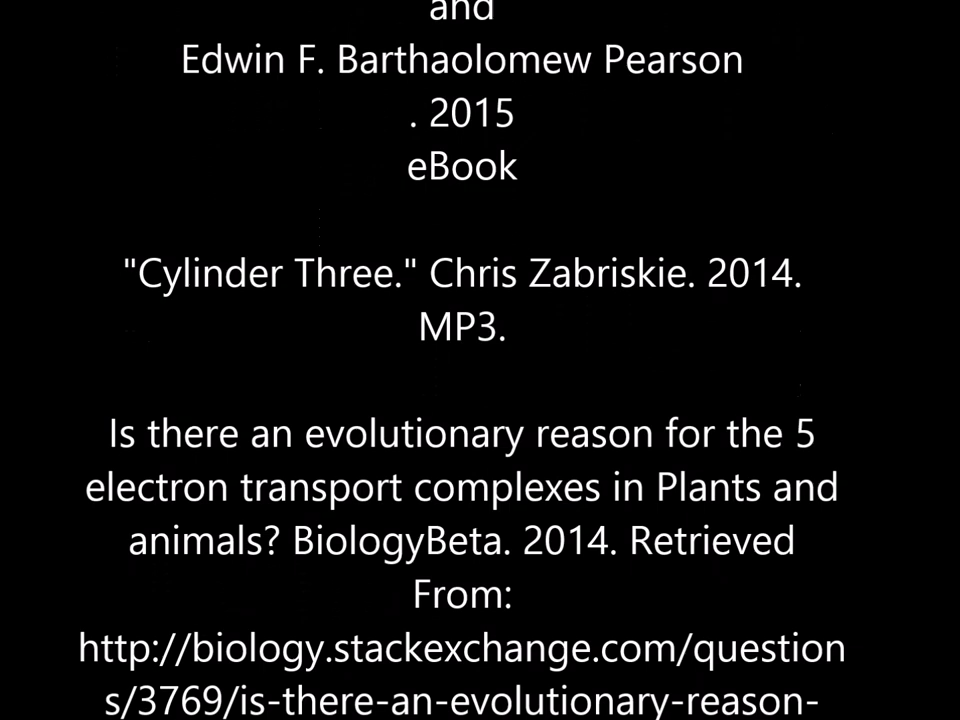 and
Edwin F. Barthaolomew Pearson
. 2015
eBook
"Cylinder Three." Chris Zabriskie. 2014.
MP3.
Is there an evolutionary reason for the 5
electron transport complexes in Plants and
animals? BiologyBeta. 2014. Retrieved
From:
http://biology.stackexchange.com/question
s/3769/is-there-an-evolutionary-reason-